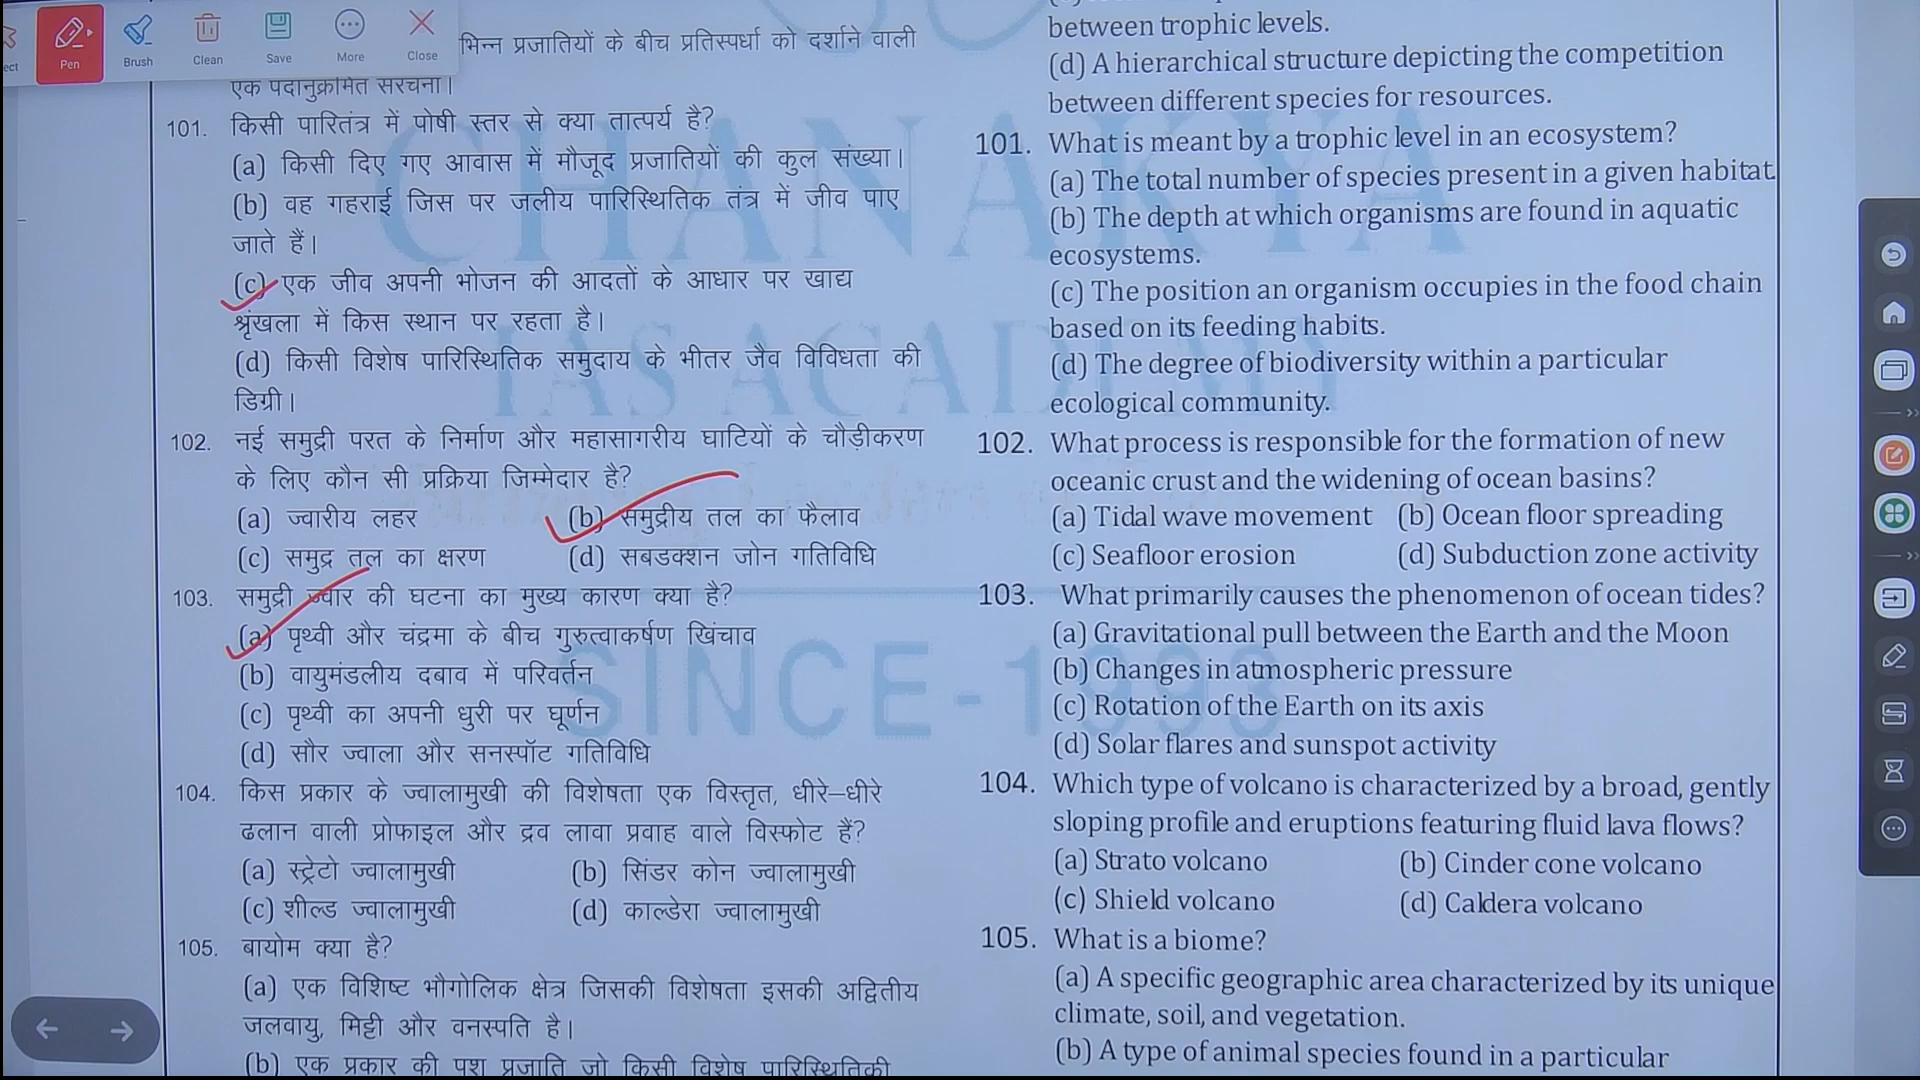 Pen
Brush
Clean
Save
More
Close
भिन्न प्रजातियों के बीच प्रतिस्पर्धा को दर्शाने वाली
एक पदानुक्रमित संरचना।
101. किसी पारितंत्र में पोषी स्तर से क्या तात्पर्य है?
(a) किसी दिए गए आवास में मौजूद प्रजातियों की कुल संख्या।
(b) वह गहराई जिस पर जलीय पारिस्थितिक तंत्र में जीव पाए
जाते हैं।
(c) एक जीव अपनी भोजन की आदतों के आधार पर खाद्य
श्रृंखला में किस स्थान पर रहता है।
(d) किसी विशेष पारिस्थितिक समुदाय के भीतर जैव विविधता की
डिग्री।
102. नई समुद्री परत के निर्माण और महासागरीय घाटियों के चौड़ीकरण
के लिए कौन सी प्रक्रिया जिम्मेदार है?
(a) ज्वारीय लहर (b) समुद्रीय तल का फैलाव
(c) समुद्र तल का क्षरण (d) सबडक्शन जोन गतिविधि
103. समुद्री ज्वार की घटना का मुख्य कारण क्या है?
(a) पृथ्वी और चंद्रमा के बीच गुरुत्वाकर्षण खिंचाव
(b) वायुमंडलीय दबाव में परिवर्तन
(c) पृथ्वी का अपनी धुरी पर घूर्णन
(d) सौर ज्वाला और सनस्पॉट गतिविधि
104. किस प्रकार के ज्वालामुखी की विशेषता एक विस्तृत, धीरे–धीरे
ढलान वाली प्रोफाइल और द्रव लावा प्रवाह वाले विस्फोट हैं?
(a) स्ट्रेटो ज्वालामुखी (b) सिंडर कोन ज्वालामुखी
(c) शील्ड ज्वालामुखी (d) काल्डेरा ज्वालामुखी
105. बायोम क्या है?
(a) एक विशिष्ट भौगोलिक क्षेत्र जिसकी विशेषता इसकी अद्वितीय
जलवायु, मिट्टी और वनस्पति है।
(b) एक प्रकार की पशु प्रजाति जो किसी विशेष पारिस्थितिकी
between trophic levels.
(d) A hierarchical structure depicting the competition
between different species for resources.
101. What is meant by a trophic level in an ecosystem?
(a) The total number of species present in a given habitat.
(b) The depth at which organisms are found in aquatic
ecosystems.
(c) The position an organism occupies in the food chain
based on its feeding habits.
(d) The degree of biodiversity within a particular
ecological community.
102. What process is responsible for the formation of new
oceanic crust and the widening of ocean basins?
(a) Tidal wave movement (b) Ocean floor spreading
(c) Seafloor erosion (d) Subduction zone activity
103. What primarily causes the phenomenon of ocean tides?
(a) Gravitational pull between the Earth and the Moon
(b) Changes in atmospheric pressure
(c) Rotation of the Earth on its axis
(d) Solar flares and sunspot activity
104. Which type of volcano is characterized by a broad, gently
sloping profile and eruptions featuring fluid lava flows?
(a) Strato volcano (b) Cinder cone volcano
(c) Shield volcano (d) Caldera volcano
105. What is a biome?
(a) A specific geographic area characterized by its unique
climate, soil, and vegetation.
(b) A type of animal species found in a particular
CHANAKYA
IAS ACADEMY
SINCE-1993